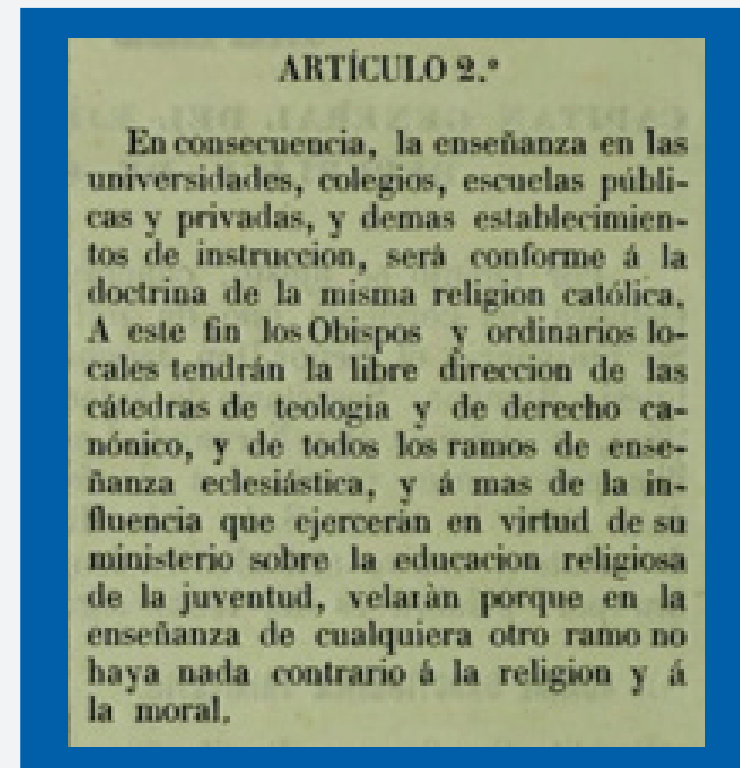 ARTÍCULO 2.º
En consecuencia, la enseñanza en las
universidades, colegios, escuelas públi-
cas y privadas, y demas establecimien-
tos de instruccion, será conforme á la
doctrina de la misma religion católica.
A este fin los Obispos y ordinarios lo-
cales tendrán la libre direccion de las
cátedras de teologia y de derecho ca-
nónico, y de todos los ramos de ense-
ñanza eclesiástica, y á mas de la in-
fluencia que ejercerán en virtud de su
ministerio sobre la educacion religiosa
de la juventud, velaràn porque en la
enseñanza de cualquiera otro ramo no
haya nada contrario á la religion y á
la moral.